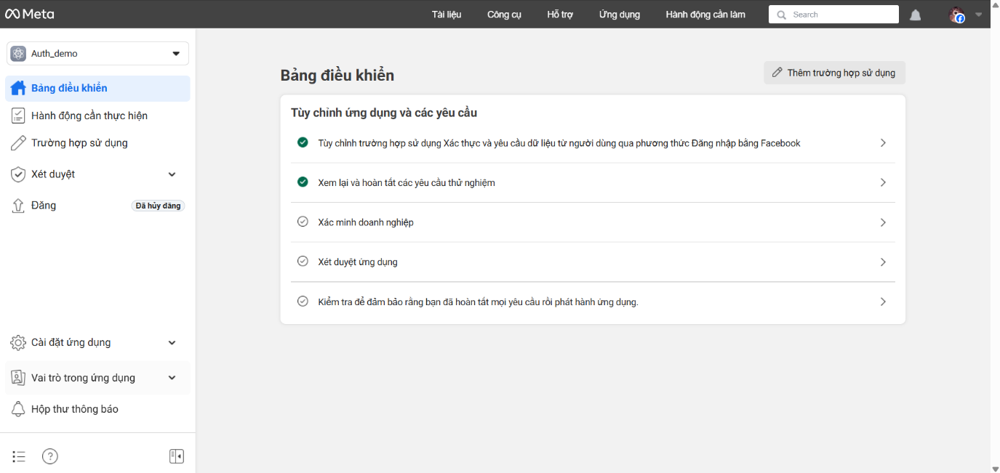 Meta
Tài liệu Công cụ Hỗ trợ Ứng dụng Hành động cần làm Search
Auth_demo
Bảng điều khiển
Hành động cần thực hiện
Trường hợp sử dụng
Xét duyệt
Đăng Đã hủy đăng
Cài đặt ứng dụng
Vai trò trong ứng dụng
Hộp thư thông báo
Bảng điều khiển
Thêm trường hợp sử dụng
Tùy chỉnh ứng dụng và các yêu cầu
Tùy chỉnh trường hợp sử dụng Xác thực và yêu cầu dữ liệu từ người dùng qua phương thức Đăng nhập bằng Facebook
Xem lại và hoàn tất các yêu cầu thử nghiệm
Xác minh doanh nghiệp
Xét duyệt ứng dụng
Kiểm tra để đảm bảo rằng bạn đã hoàn tất mọi yêu cầu rồi phát hành ứng dụng.